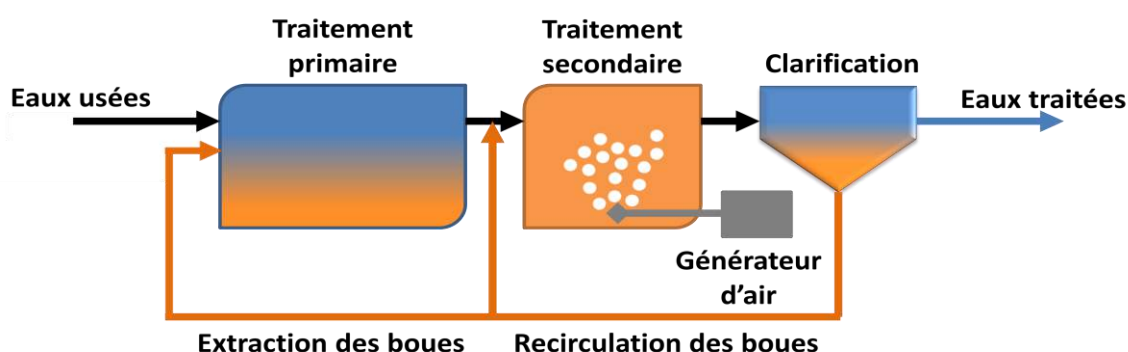 Traitement
primaire
Traitement
secondaire
Clarification
Eaux usées
Eaux traitées
Générateur
d'air
Extraction des boues
Recirculation des boues